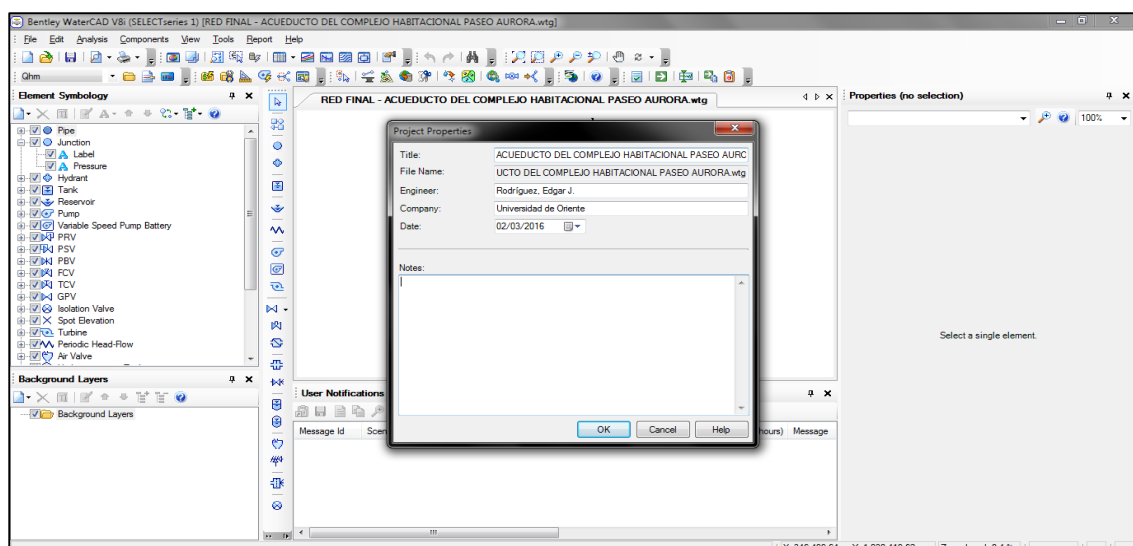 Bentley WaterCAD V8i (SELECTseries 1) [RED FINAL - ACUEDUCTO DEL COMPLEJO HABITACIONAL PASEO AURORA.wtg]
File Edit Analysis Components View Tools Report Help
Qhm
Element Symbology
Pipe
Junction
Label
Pressure
Hydrant
Tank
Reservoir
Pump
Variable Speed Pump Battery
PRV
PSV
PBV
FCV
TCV
GPV
Isolation Valve
Spot Elevation
Turbine
Periodic Head-Flow
Air Valve
Background Layers
Background Layers
RED FINAL - ACUEDUCTO DEL COMPLEJO HABITACIONAL PASEO AURORA.wtg
Project Properties
Title: ACUEDUCTO DEL COMPLEJO HABITACIONAL PASEO AURC
File Name: UCTO DEL COMPLEJO HABITACIONAL PASEO AURORA.wtg
Engineer: Rodríguez, Edgar J.
Company: Universidad de Oriente
Date: 02/03/2016
Notes:
OK Cancel Help
User Notifications
Message Id Scen hours) Message
Properties (no selection)
100%
Select a single element.